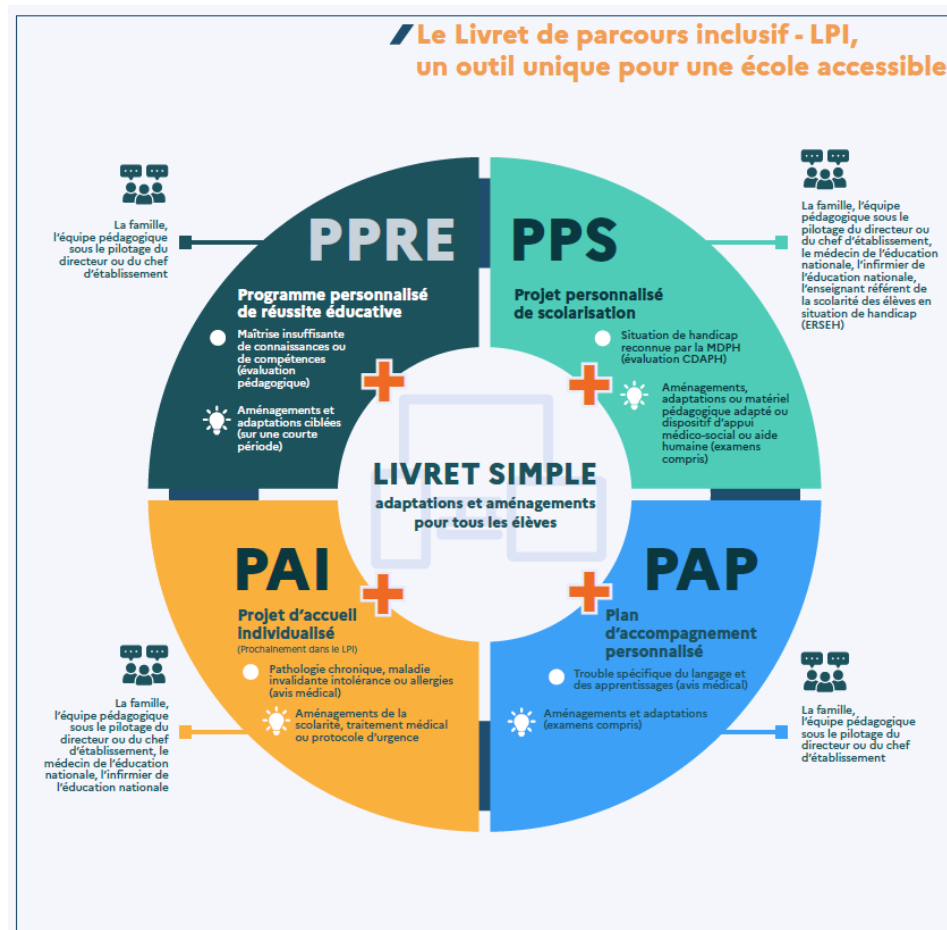 Le Livret de parcours inclusif - LPI,
un outil unique pour une école accessible
La famille,
l'équipe pédagogique
sous le pilotage du
directeur ou du chef
d'établissement
PPRE
Programme personnalisé
de réussite éducative
Maîtrise insuffisante
de connaissances ou
de compétences
(évaluation
pédagogique)
Aménagements et
adaptations ciblées
(sur une courte
période)
PPS
Projet personnalisé
de scolarisation
Situation de handicap
reconnue par la MDPH
(évaluation CDAPH)
Aménagements,
adaptations ou matériel
pédagogique adapté ou
dispositif d'appui
médico-social ou aide
humaine (examens
compris)
La famille, l'équipe
pédagogique sous le
pilotage du directeur ou
du chef d'établissement,
le médecin de l'éducation
nationale, l'infirmier de
l'éducation nationale,
l'enseignant référent de
la scolarité des élèves en
situation de handicap
(ERSEH)
LIVRET SIMPLE
adaptations et aménagements
pour tous les élèves
PAI
Projet d'accueil
individualisé
(Prochainement dans le LPI)
Pathologie chronique, maladie
invalidante intolérance ou allergies
(avis médical)
Aménagements de la
scolarité, traitement médical
ou protocole d'urgence
La famille,
l'équipe pédagogique
sous le pilotage du
directeur ou du chef
d'établissement, le
médecin de l'éducation
nationale, l'infirmier de
l'éducation nationale
PAP
Plan
d'accompagnement
personnalisé
Trouble spécifique du langage et
des apprentissages (avis médical)
Aménagements et adaptations
(examens compris)
La famille,
l'équipe pédagogique
sous le pilotage du
directeur ou du chef
d'établissement